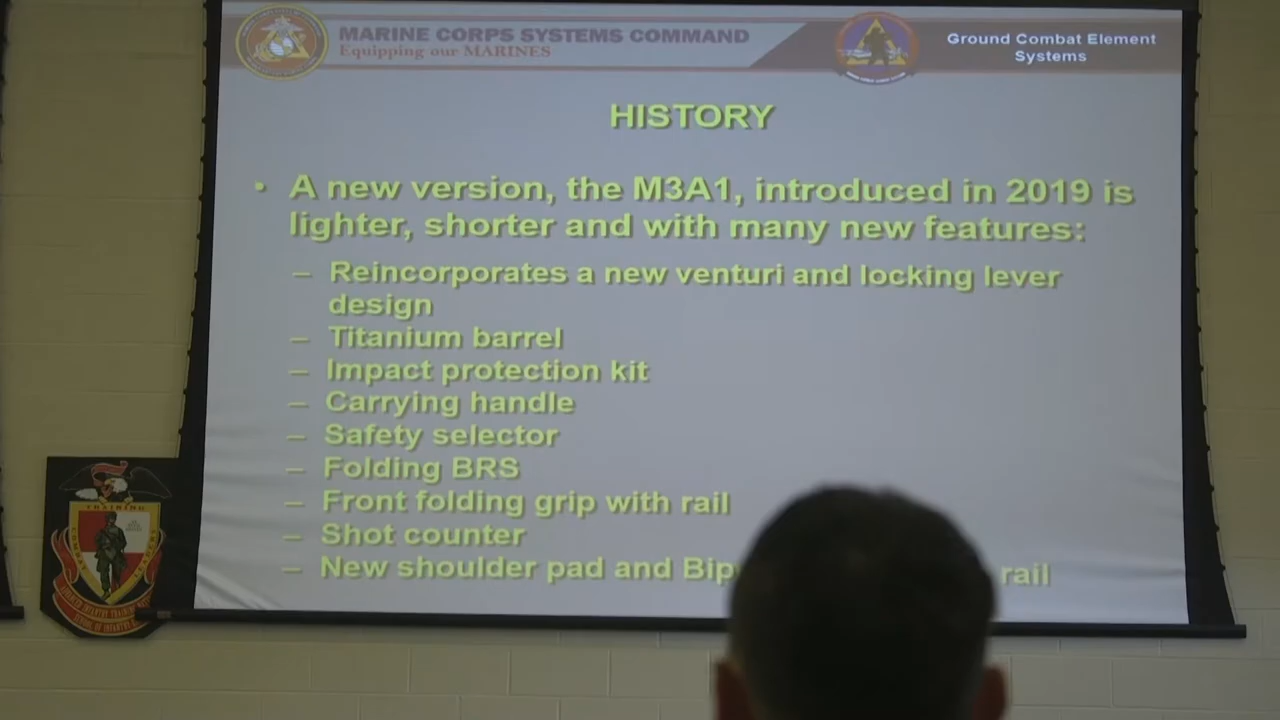 MARINE CORPS SYSTEMS COMMAND
Equipping our MARINES
Ground Combat Element
Systems
HISTORY
• A new version, the M3A1, introduced in 2019 is
lighter, shorter and with many new features:
– Reincorporates a new venturi and locking lever
design
– Titanium barrel
– Impact protection kit
– Carrying handle
– Safety selector
– Folding BRS
– Front folding grip with rail
– Shot counter
– New shoulder pad and rail
TRAINING